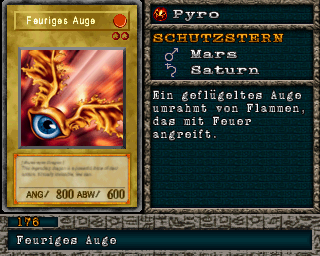 Feuriges Auge
ANG/ 800 ABW/ 600
Pyro
SCHUTZSTERN
Mars
Saturn
Ein geflügeltes Auge
umrahmt von Flammen,
das mit Feuer
angreift.
176
Feuriges Auge